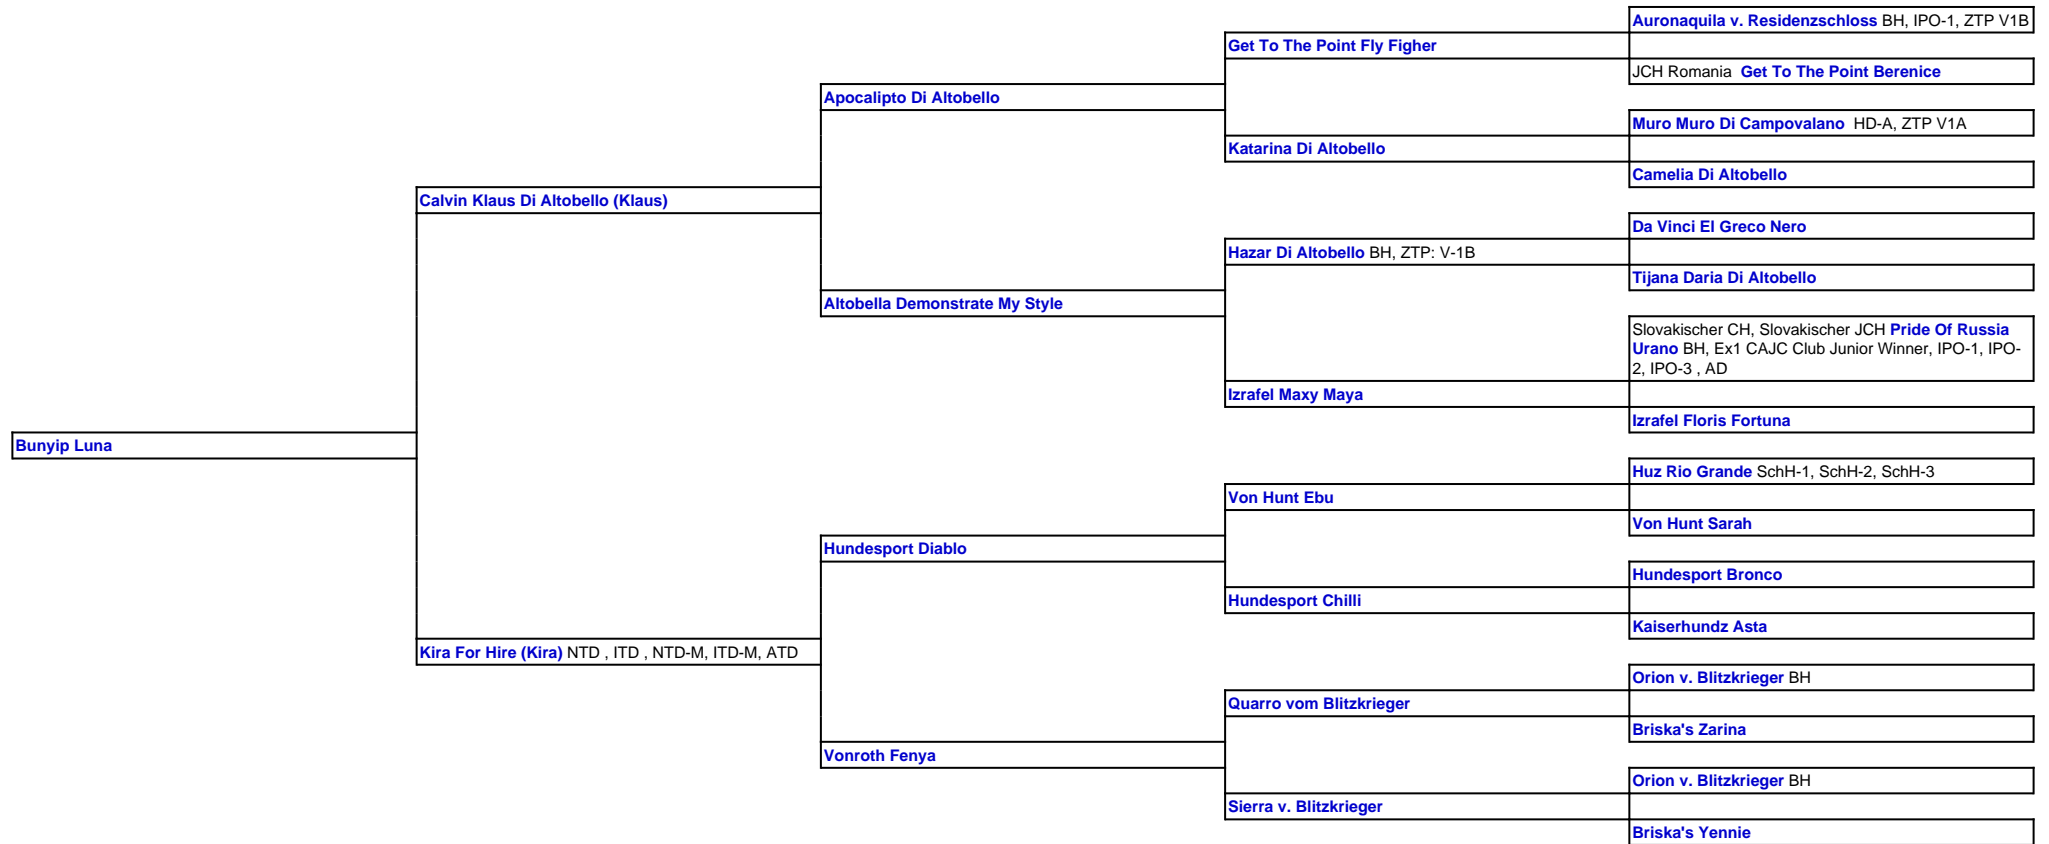 Auronaquila v. Residenzschloss BH, IPO-1, ZTP V1B
Get To The Point Fly Figher
JCH Romania Get To The Point Berenice
Apocalipto Di Altobello
Muro Muro Di Campovalano HD-A, ZTP V1A
Katarina Di Altobello
Camelia Di Altobello
Calvin Klaus Di Altobello (Klaus)
Da Vinci El Greco Nero
Hazar Di Altobello BH, ZTP: V-1B
Tijana Daria Di Altobello
Altobella Demonstrate My Style
Slovakischer CH, Slovakischer JCH Pride Of Russia
Urano BH, Ex1 CAJC Club Junior Winner, IPO-1, IPO-
2, IPO-3 , AD
Izrafel Maxy Maya
Izrafel Floris Fortuna
Bunyip Luna
Huz Rio Grande SchH-1, SchH-2, SchH-3
Von Hunt Ebu
Von Hunt Sarah
Hundesport Diablo
Hundesport Bronco
Hundesport Chilli
Kaiserhundz Asta
Kira For Hire (Kira) NTD , ITD , NTD-M, ITD-M, ATD
Orion v. Blitzkrieger BH
Quarro vom Blitzkrieger
Briska's Zarina
Vonroth Fenya
Orion v. Blitzkrieger BH
Sierra v. Blitzkrieger
Briska's Yennie